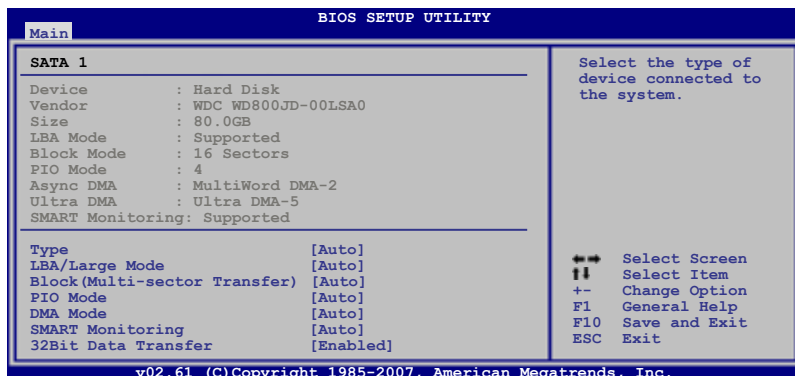 BIOS SETUP UTILITY
Main
SATA 1
Device : Hard Disk
Vendor : WDC WD800JD-00LSA0
Size : 80.0GB
LBA Mode : Supported
Block Mode : 16 Sectors
PIO Mode : 4
Async DMA : MultiWord DMA-2
Ultra DMA : Ultra DMA-5
SMART Monitoring: Supported
Type [Auto]
LBA/Large Mode [Auto]
Block(Multi-sector Transfer) [Auto]
PIO Mode [Auto]
DMA Mode [Auto]
SMART Monitoring [Auto]
32Bit Data Transfer [Enabled]
Select the type of
device connected to
the system.
←→ Select Screen
↑↓ Select Item
+- Change Option
F1 General Help
F10 Save and Exit
ESC Exit
v02.61 (C)Copyright 1985-2007, American Megatrends, Inc.